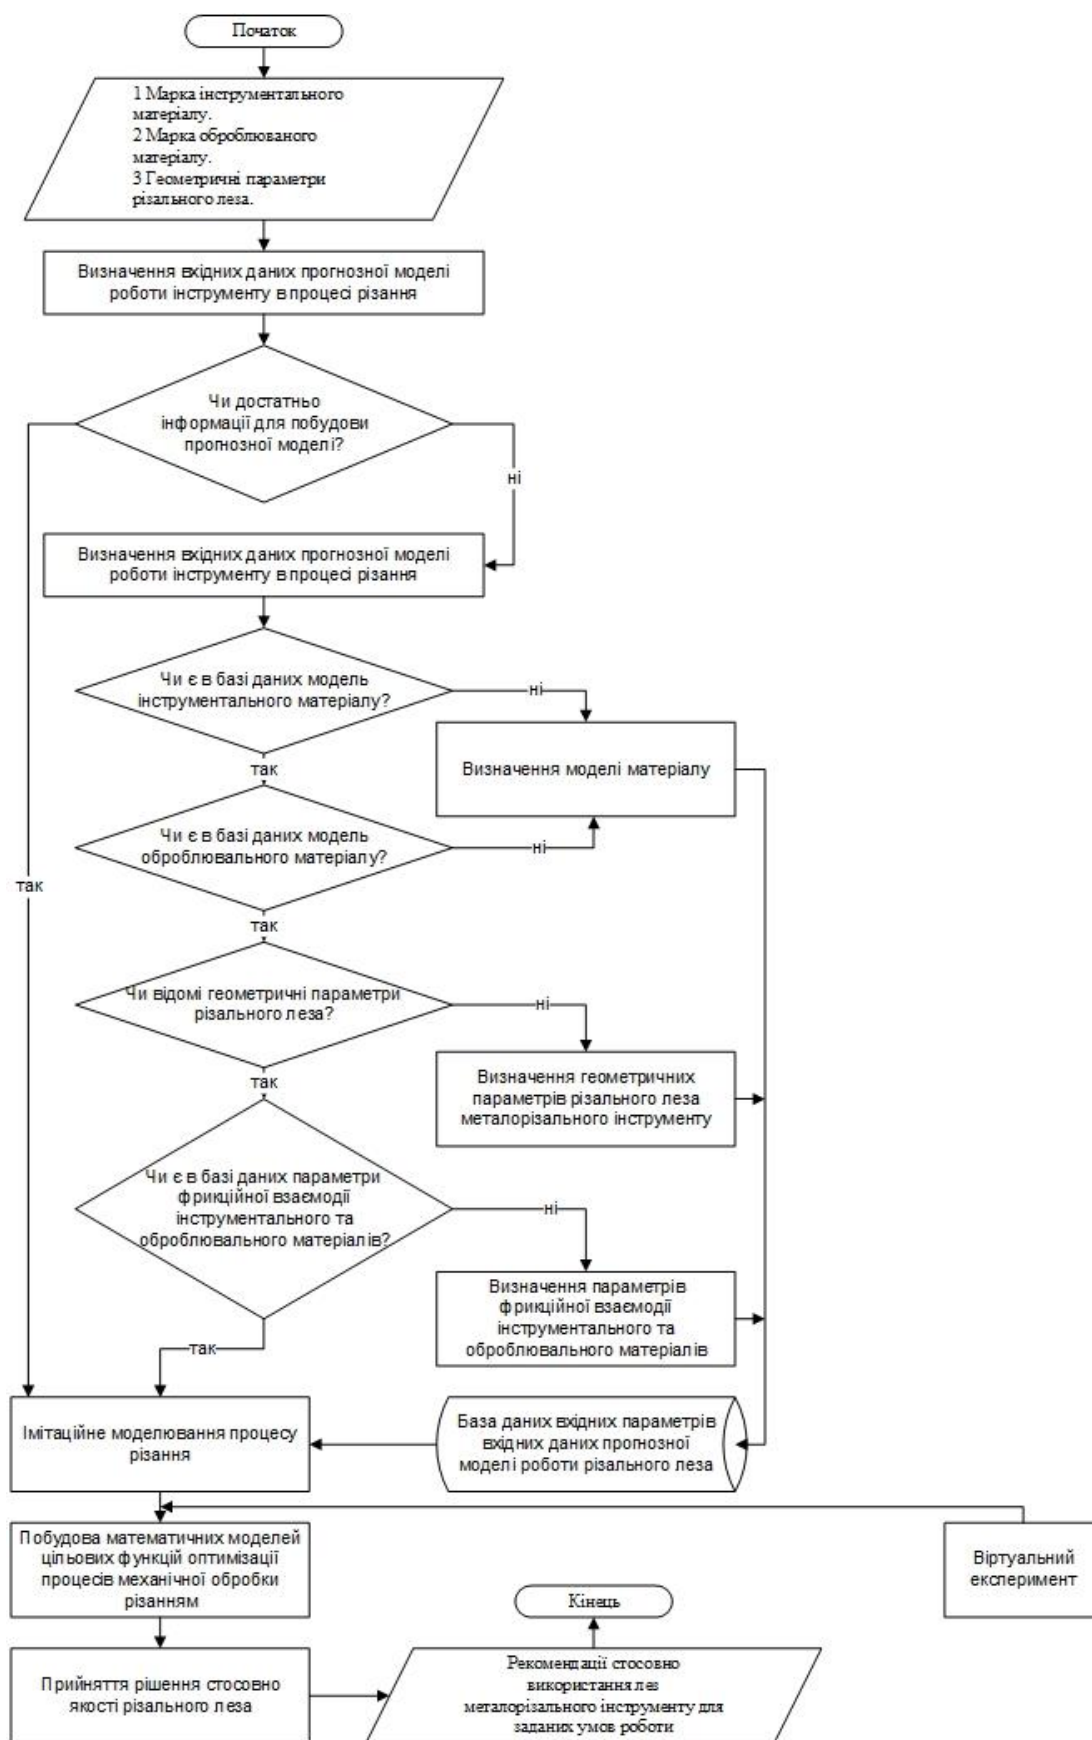 Початок
1 Марка інструментального
матеріалу.
2 Марка оброблюваного
матеріалу.
3 Геометричні параметри
різального леза.
Визначення вхідних даних прогнозної моделі
роботи інструменту в процесі різання
Чи достатньо
інформації для побудови
прогнозної моделі?
ні
Визначення вхідних даних прогнозної моделі
роботи інструменту в процесі різання
Чи є в базі даних модель
інструментального матеріалу?
ні
Визначення моделі матеріалу
так
Чи є в базі даних модель
оброблювального матеріалу?
ні
так
так
Чи відомі геометричні параметри
різального леза?
ні
Визначення геометричних
параметрів різального леза
металорізального інструменту
так
Чи є в базі даних параметри
фрикційної взаємодії
інструментального та
оброблювального матеріалів?
ні
Визначення параметрів
фрикційної взаємодії
інструментального та
оброблювального матеріалів
так
Імітаційне моделювання процесу
різання
База даних вхідних параметрів
вхідних даних прогнозної
моделі роботи різального леза
Побудова математичних моделей
цільових функцій оптимізації
процесів механічної обробки
різанням
Віртуальний
експеримент
Кінець
Прийняття рішення стосовно
якості різального леза
Рекомендації стосовно
використання лез
металорізального інструменту для
заданих умов роботи